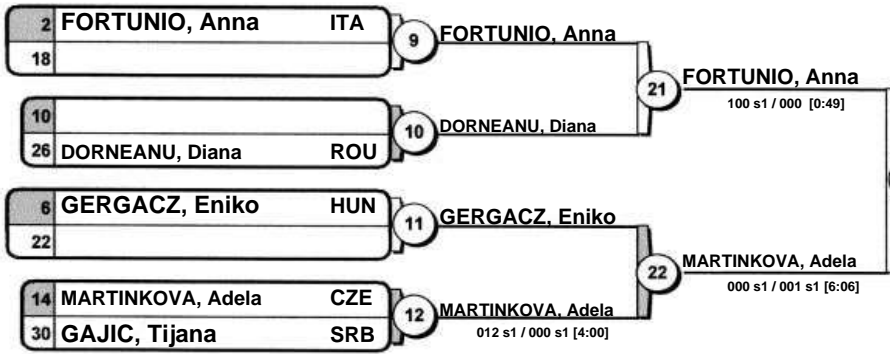 2 FORTUNIO, Anna ITA
18
9
FORTUNIO, Anna
10
26 DORNEANU, Diana ROU
10
DORNEANU, Diana
21
FORTUNIO, Anna
100 s1 / 000 [0:49]
6 GERGACZ, Eniko HUN
22
11
GERGACZ, Eniko
14 MARTINKOVA, Adela CZE
30 GAJIC, Tijana SRB
12
MARTINKOVA, Adela
012 s1 / 000 s1 [4:00]
22
MARTINKOVA, Adela
000 s1 / 001 s1 [6:06]